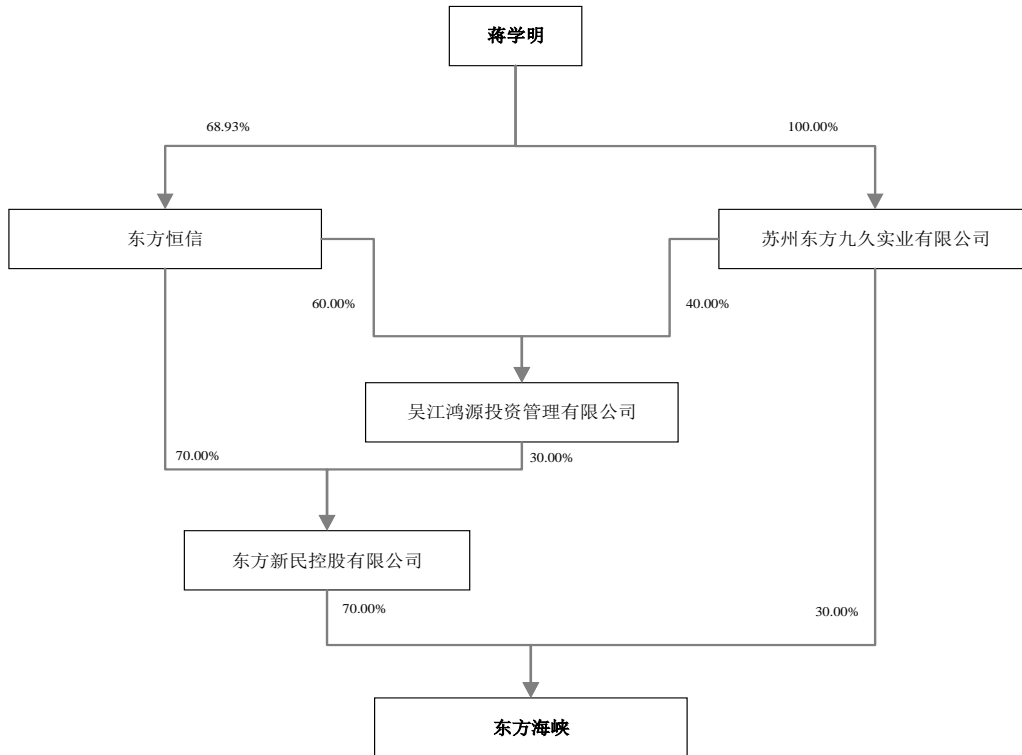 蒋学明
68.93%
100.00%
东方恒信
苏州东方九久实业有限公司
60.00%
40.00%
吴江鸿源投资管理有限公司
70.00%
30.00%
东方新民控股有限公司
70.00%
30.00%
东方海峡